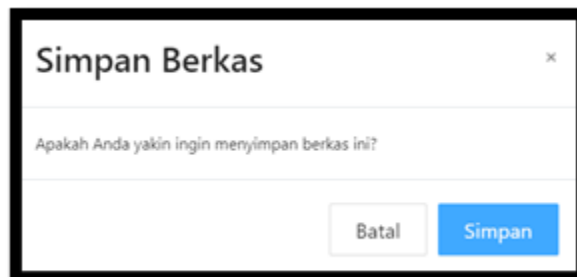 Simpan Berkas
×
Apakah Anda yakin ingin menyimpan berkas ini?
Batal Simpan